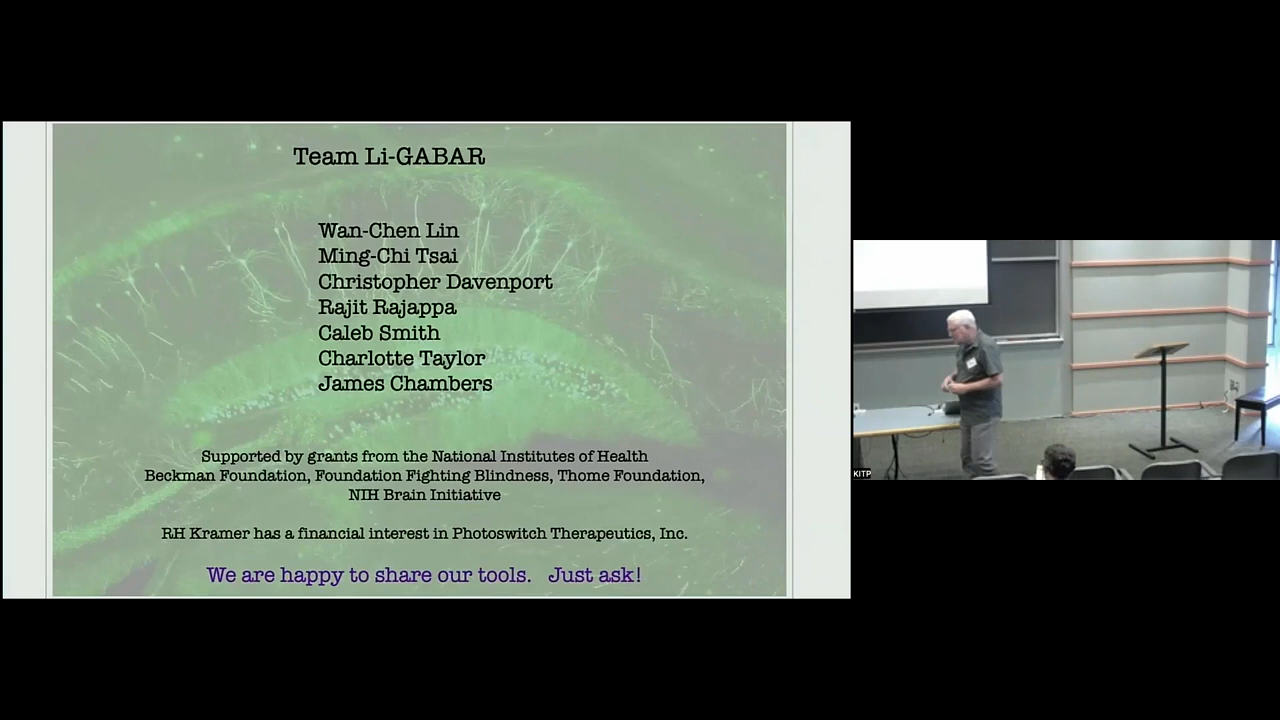 Team Li-GABAR
Wan-Chen Lin
Ming-Chi Tsai
Christopher Davenport
Rajit Rajappa
Caleb Smith
Charlotte Taylor
James Chambers
Supported by grants from the National Institutes of Health
Beckman Foundation, Foundation Fighting Blindness, Thome Foundation,
NIH Brain Initiative
RH Kramer has a financial interest in Photoswitch Therapeutics, Inc.
We are happy to share our tools. Just ask!
KITP